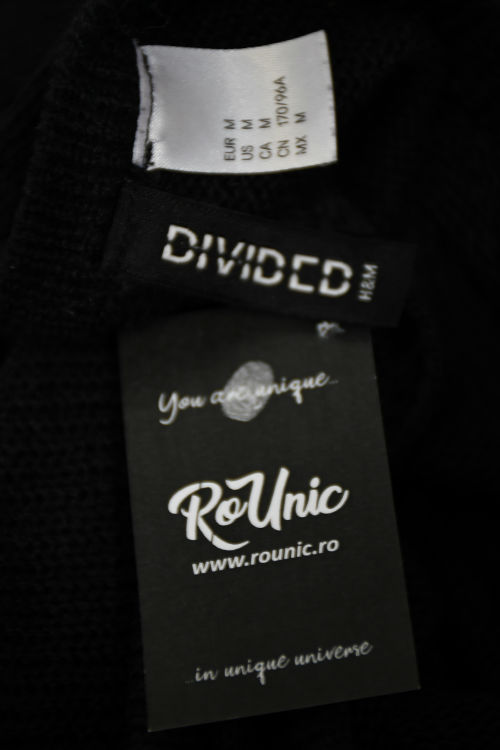 EUR M
US M
CA M
CN 170/96A
MX M
DIVIDED
H&M
You are unique...
RoUnic
www.rounic.ro
...in unique universe